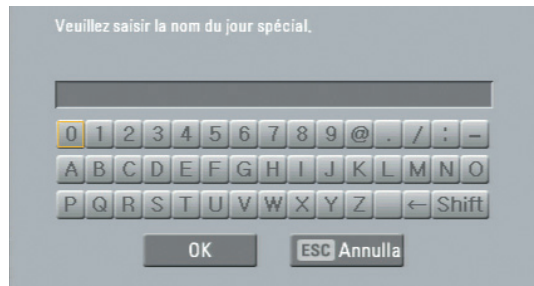 Veuillez saisir la nom du jour spécial.
0 1 2 3 4 5 6 7 8 9 @ . / : -
A B C D E F G H I J K L M N O
P Q R S T U V W X Y Z ← Shift
OK ESC Annulla